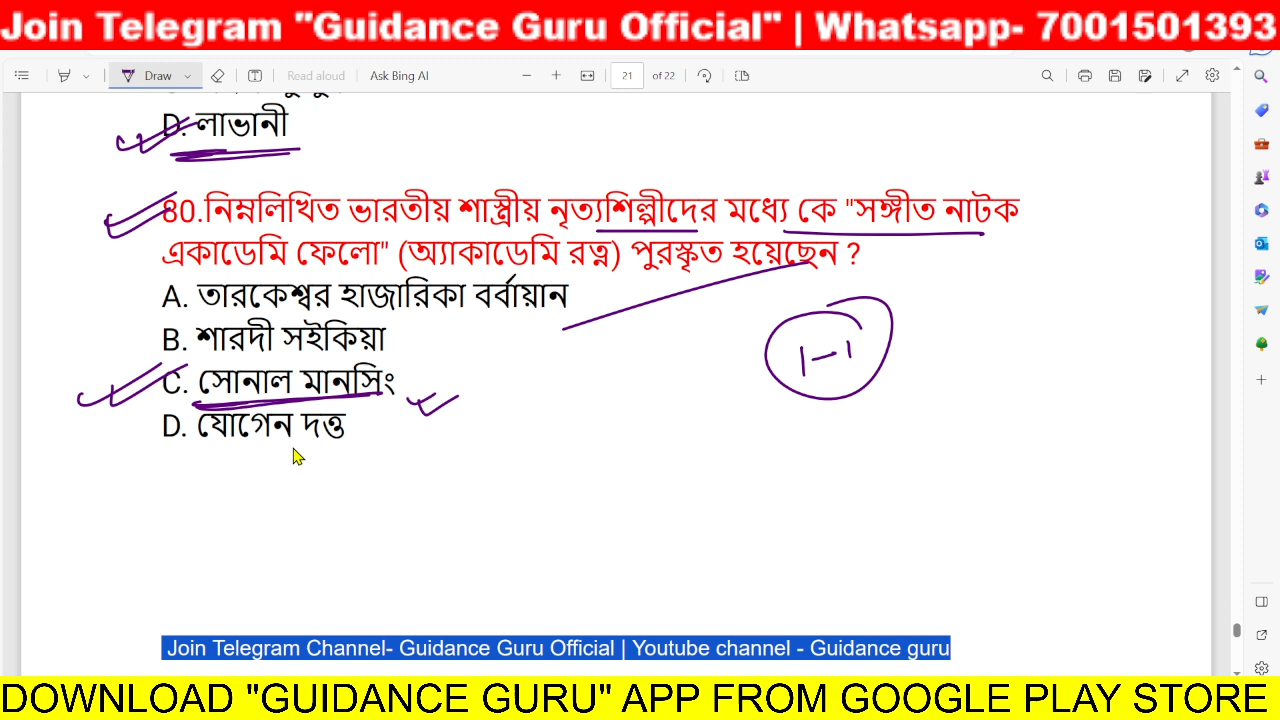 Join Telegram "Guidance Guru Official" | Whatsapp- 7001501393
Draw Read aloud Ask Bing AI 21 of 22
D. লাভানী
80.নিম্নলিখিত ভারতীয় শাস্ত্রীয় নৃত্যশিল্পীদের মধ্যে কে "সঙ্গীত নাটক
একাডেমি ফেলো" (অ্যাকাডেমি রত্ন) পুরস্কৃত হয়েছেন ?
A. তারকেশ্বর হাজারিকা বর্বায়ান
B. শারদী সইকিয়া
C. সোনাল মানসিং
D. যোগেন দত্ত
Join Telegram Channel- Guidance Guru Official | Youtube channel - Guidance guru
DOWNLOAD "GUIDANCE GURU" APP FROM GOOGLE PLAY STORE